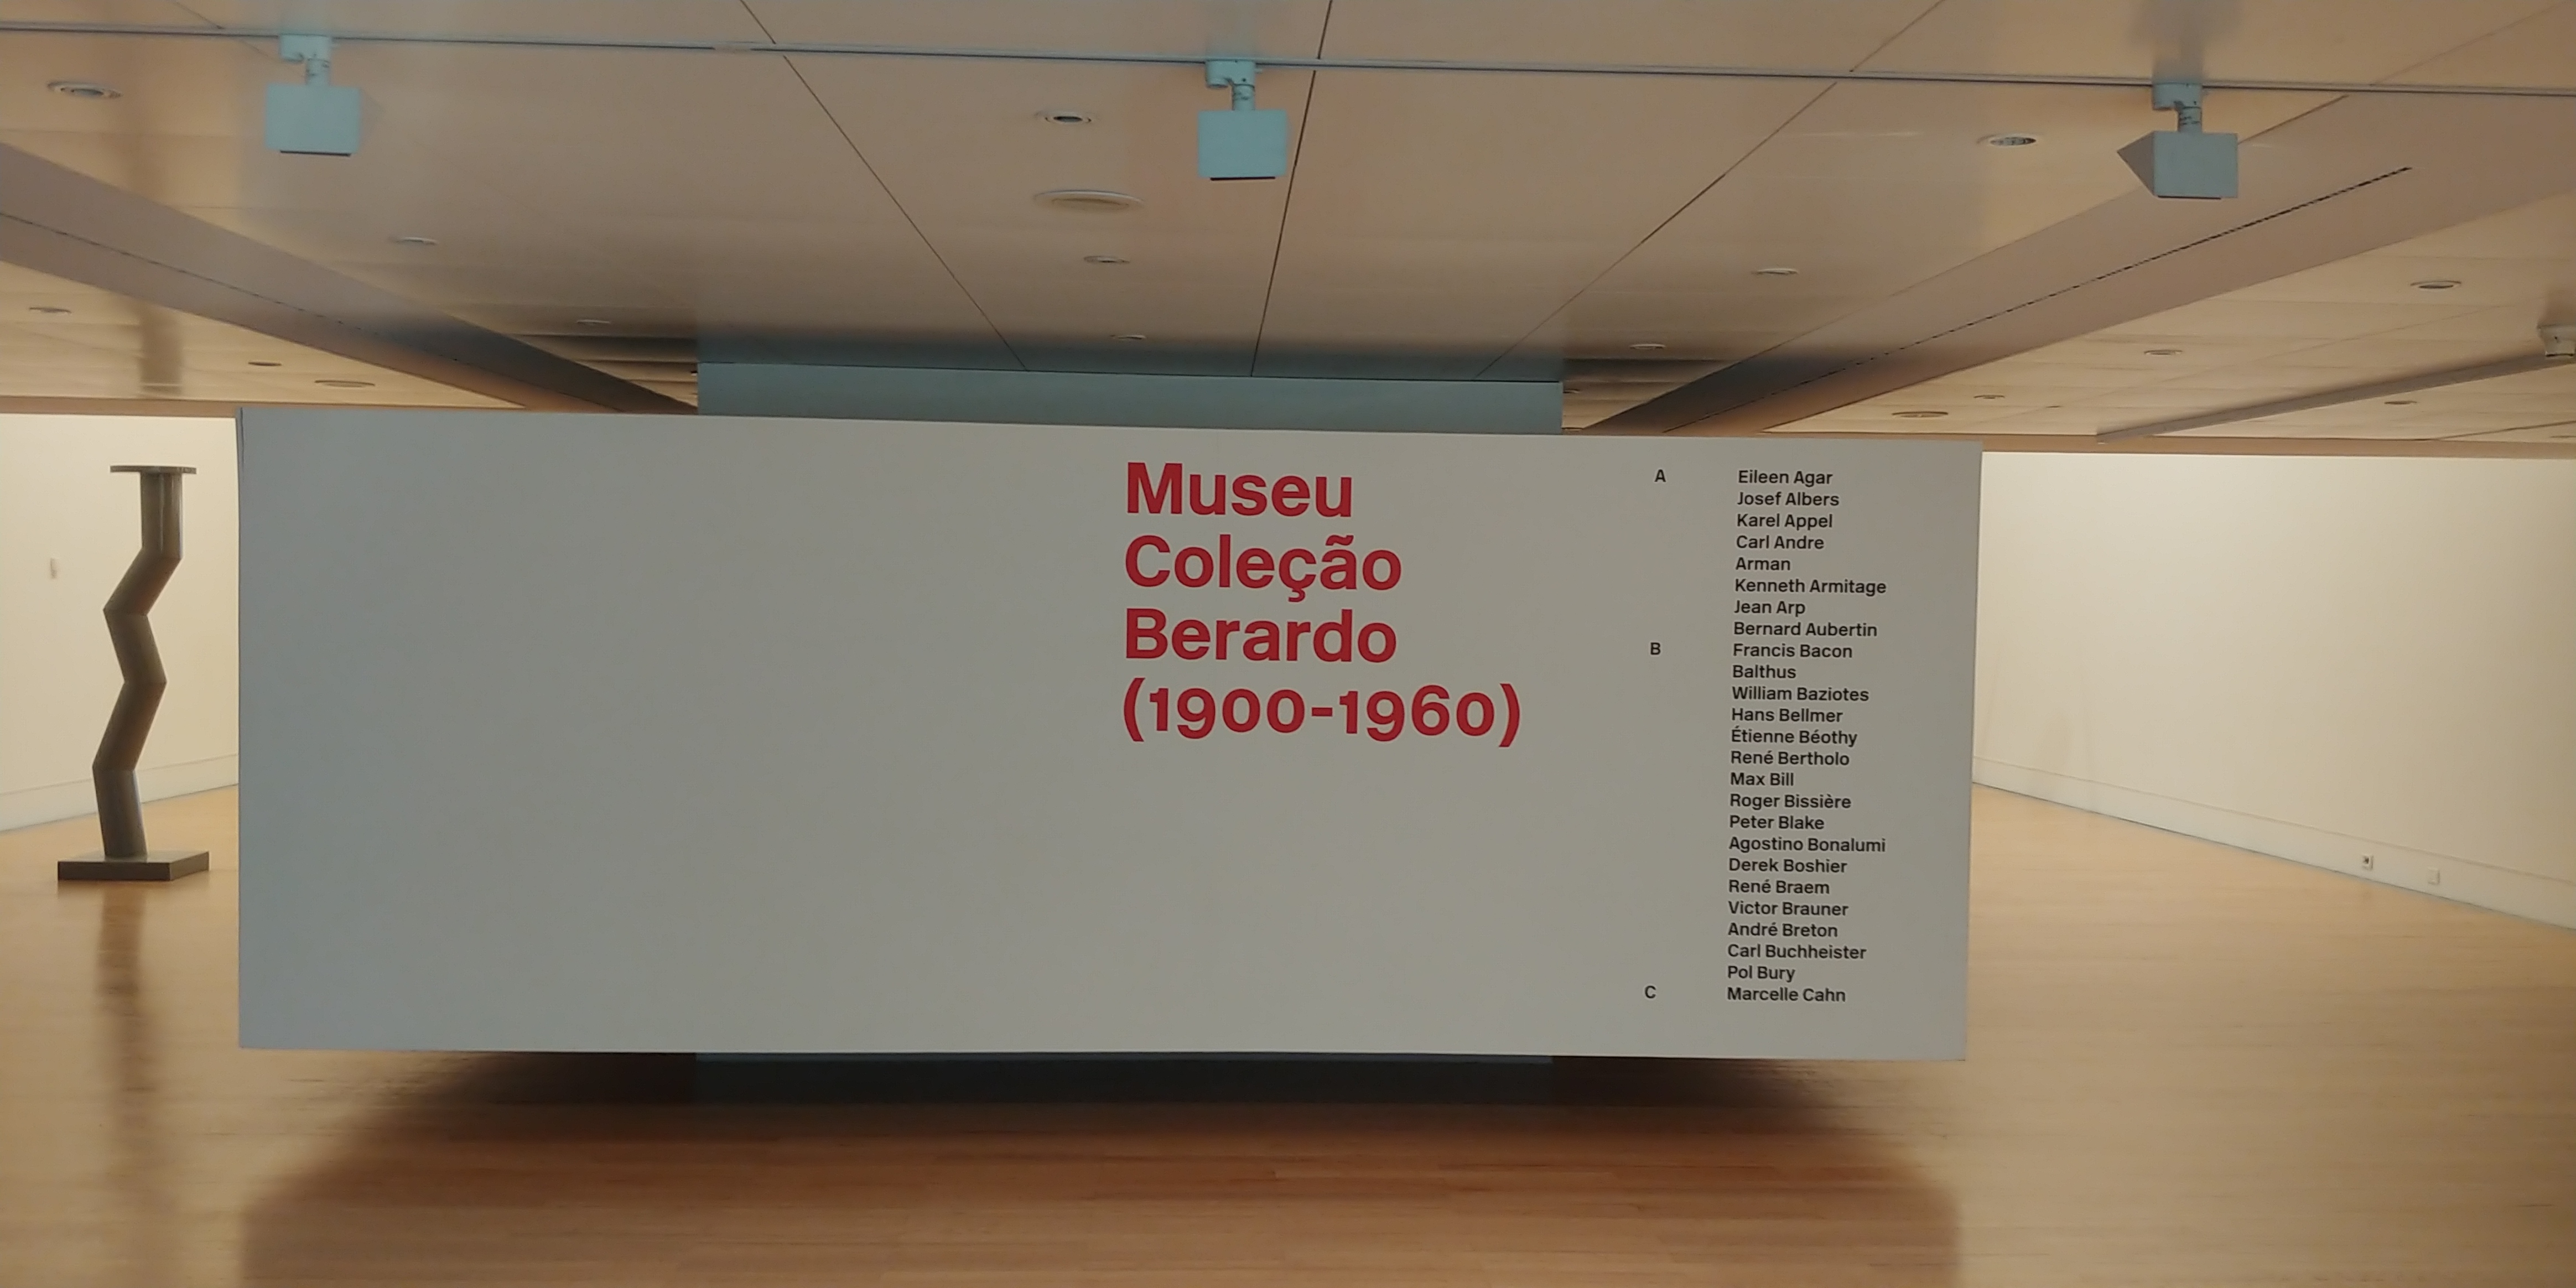 Museu
Coleção
Berardo
(1900-1960)
A Eileen Agar
Josef Albers
Karel Appel
Carl Andre
Arman
Kenneth Armitage
Jean Arp
Bernard Aubertin
B Francis Bacon
Balthus
William Baziotes
Hans Bellmer
Étienne Béothy
René Bertholo
Max Bill
Roger Bissière
Peter Blake
Agostino Bonalumi
Derek Boshier
René Braem
Victor Brauner
André Breton
Carl Buchheister
Pol Bury
C Marcelle Cahn